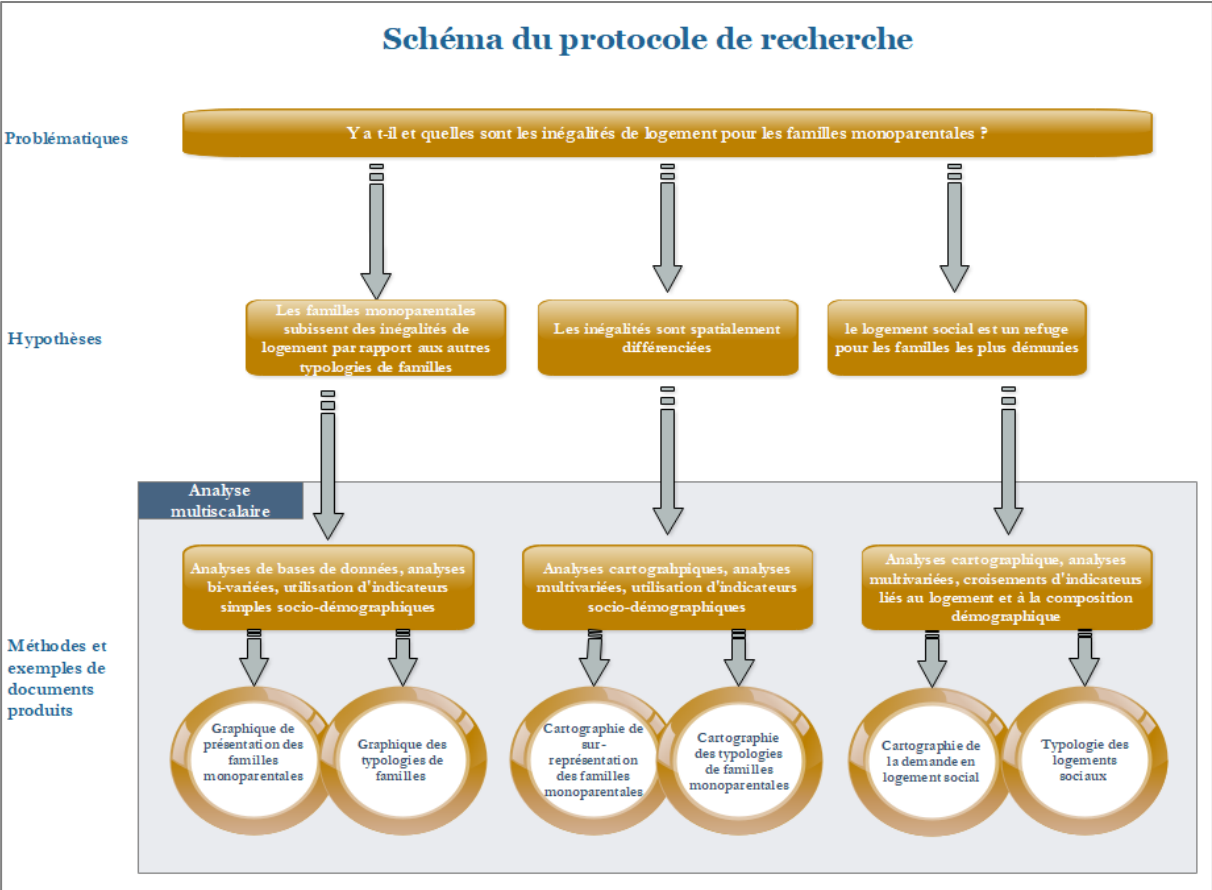 Schéma du protocole de recherche
Problématiques
Y a t-il et quelles sont les inégalités de logement pour les familles monoparentales ?
Hypothèses
Les familles monoparentales
subissent des inégalités de
logement par rapport aux autres
typologies de familles
Les inégalités sont spatialement
différenciées
le logement social est un refuge
pour les familles les plus démunies
Analyse
multiscalaire
Méthodes et
exemples de
documents
produits
Analyses de bases de données, analyses
bi-variées, utilisation d'indicateurs
simples socio-démographiques
Analyses cartograhpiques, analyses
multivariées, utilisation d'indicateurs
socio-démographiques
Analyses cartographique, analyses
multivariées, croisements d'indicateurs
liés au logement et à la composition
démographique
Graphique de
présentation des
familles
monoparentales
Graphique des
typologies de
familles
Cartographie de
sur-
représentation
des familles
monoparentales
Cartographie
des typologies
de familles
monoparentales
Cartographie de
la demande en
logement social
Typologie des
logements
sociaux